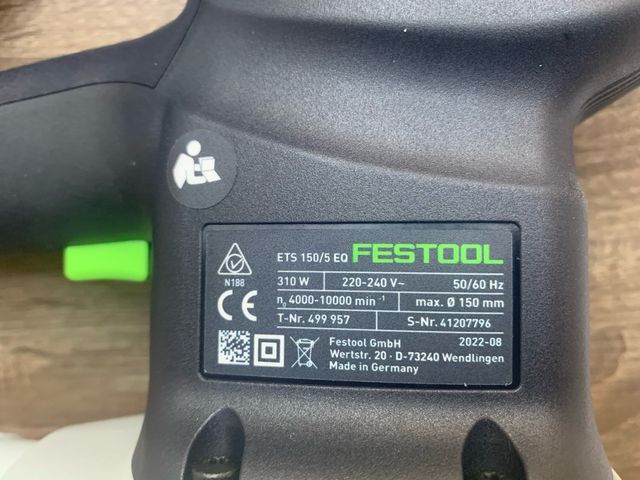 ETS 150/5 EQ FESTOOL
N188
310 W 220-240 V~ 50/60 Hz
n₀ 4000-10000 min ⁻¹ max. Ø 150 mm
CE
T-Nr. 499 957 S-Nr. 41207796
2022-08
Festool GmbH
Wertstr. 20 · D-73240 Wendlingen
Made in Germany